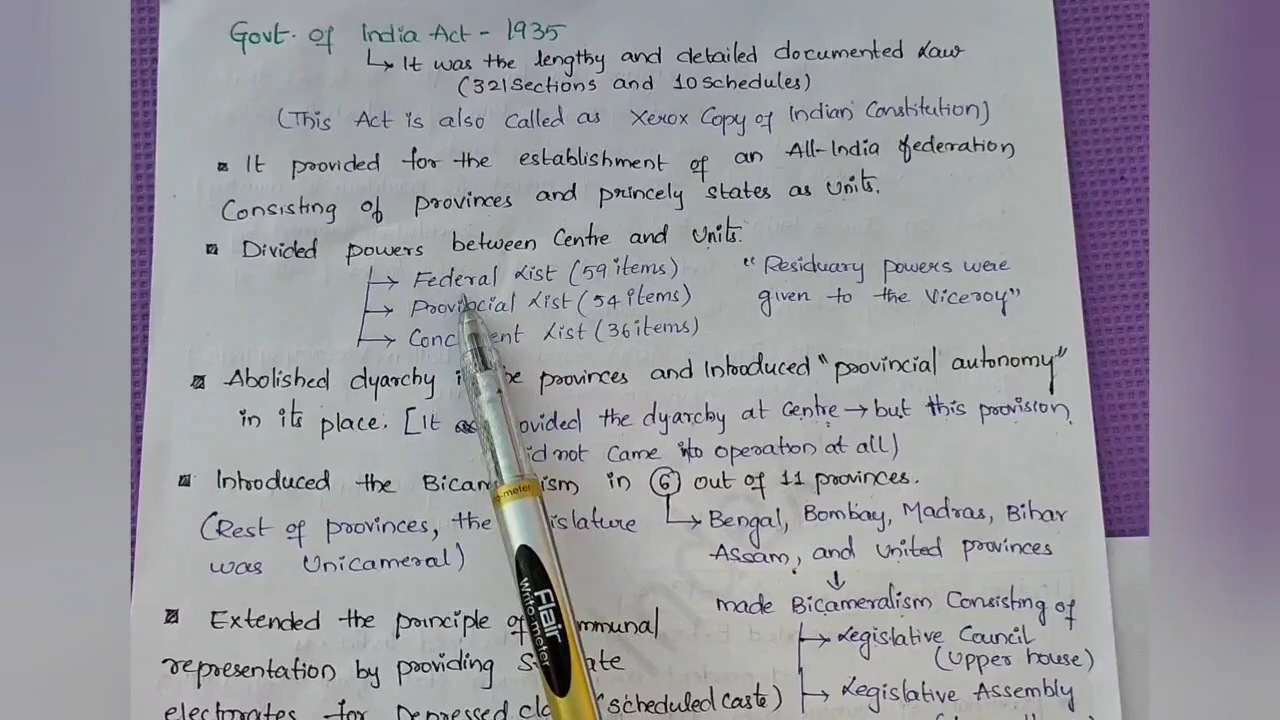 Govt. of India Act - 1935
↳ It was the lengthy and detailed documented Law
(321 Sections and 10 Schedules)
(This Act is also called as Xerox Copy of Indian Constitution)
It provided for the establishment of an All-India federation
Consisting of provinces and princely states as Units.
Divided powers between Centre and Units.
→ Federal List (59 items)
→ Provincial List (54 items)
→ List (36 items)
"Residuary powers were
given to the Viceroy"
Abolished dyarchy provinces and Introduced "provincial autonomy"
in its place. [It the dyarchy at Centre → but this provision
not came into operation at all)
Introduced the in 6 out of 11 provinces.
(Rest of provinces, the
was Unicameral)
↳ Bengal, Bombay, Madras, Bihar
Assam, and United provinces
↓
made Bicameralism Consisting of
→ Legislative Council
(Upper house)
→ Legislative Assembly
Extended the principle of
representation by providing
electorates for Depressed (scheduled caste)
Flair
Writo-meter